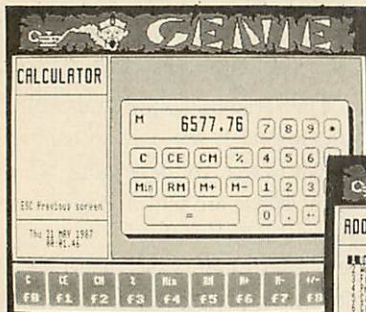 GENIE
CALCULATOR
M 6577.76 7 8 9
C CE CM % 4 5 6
Min RM M+ M- 1 2 3
= 0 .
ESC Previous screen
Thu 21 MAY 1987
C CE CM % Min RM M+ M- +/-
f0 f1 f2 f3 f4 f5 f6 f7 f8